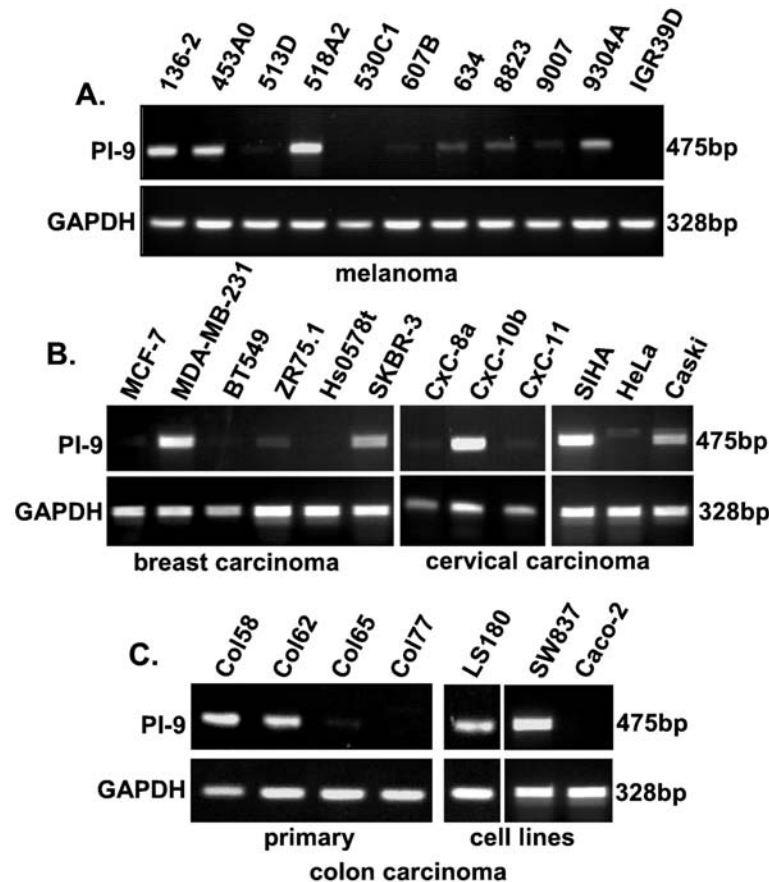 136-2 453A0 513D 518A2 530C1 607B 634 8823 9007 9304A IGR39D
A.
PI-9 475bp
GAPDH 328bp
melanoma
MCF-7 MDA-MB-231 BT549 ZR75.1 Hs0578t SKBR-3 CxC-8a CxC-10b CxC-11 SIHA HeLa Caski
B.
PI-9 475bp
GAPDH 328bp
breast carcinoma cervical carcinoma
Col58 Col62 Col65 Col77 LS180 SW837 Caco-2
C.
PI-9 475bp
GAPDH 328bp
primary cell lines
colon carcinoma